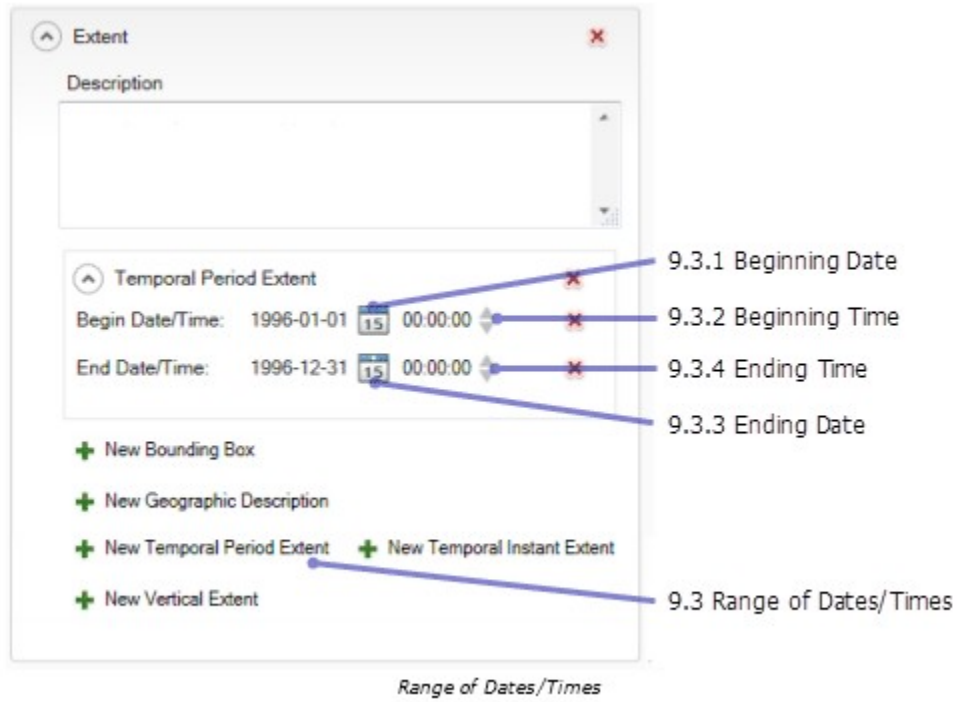 Extent
Description
Temporal Period Extent
9.3.1 Beginning Date
Begin Date/Time: 1996-01-01 15 00:00:00
9.3.2 Beginning Time
End Date/Time: 1996-12-31 15 00:00:00
9.3.4 Ending Time
9.3.3 Ending Date
New Bounding Box
New Geographic Description
New Temporal Period Extent New Temporal Instant Extent
New Vertical Extent
9.3 Range of Dates/Times
Range of Dates/Times